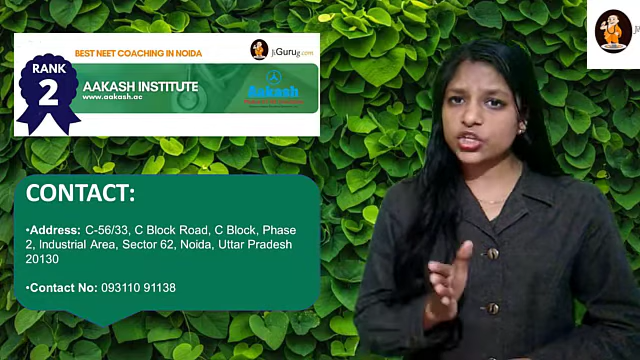 BEST NEET COACHING IN NOIDA
JiGuruG.com
RANK
2
AAKASH INSTITUTE
www.aakash.ac
Aakash
CONTACT:
•Address: C-56/33, C Block Road, C Block, Phase
2, Industrial Area, Sector 62, Noida, Uttar Pradesh
20130
•Contact No: 093110 91138